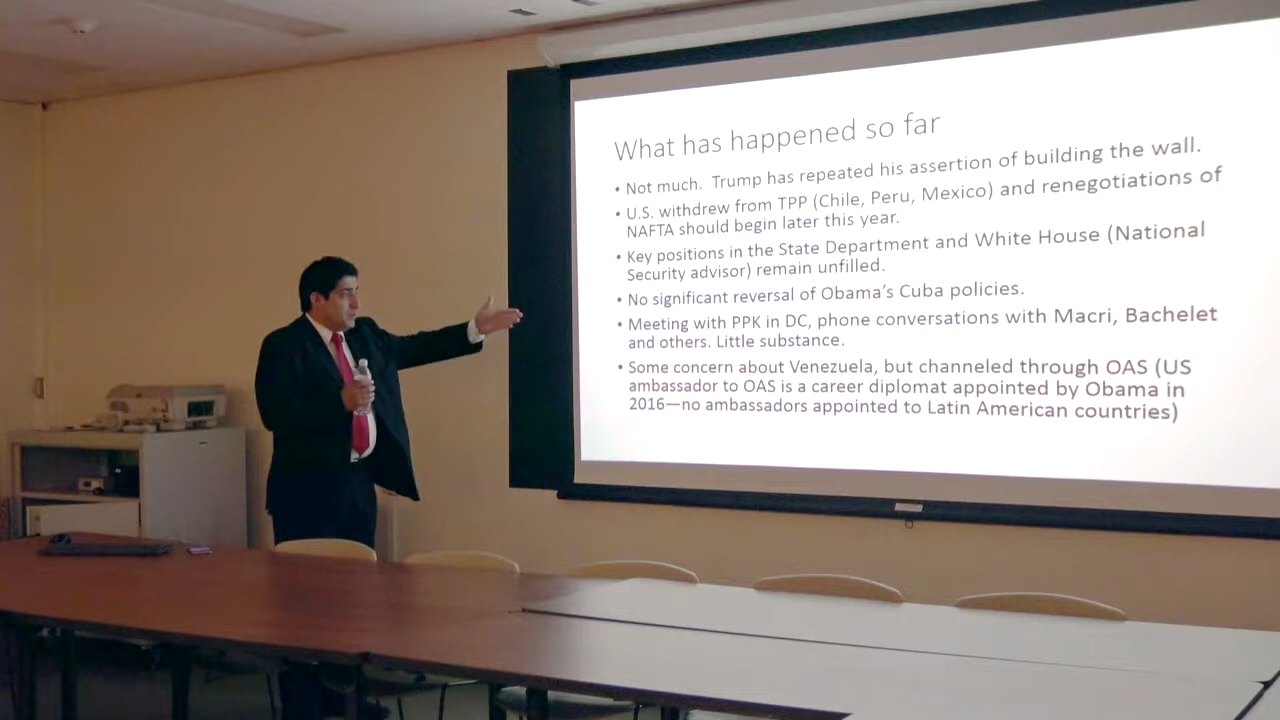 What has happened so far
• Not much.  Trump has repeated his assertion of building the wall.
• U.S. withdrew from TPP (Chile, Peru, Mexico) and renegotiations of
NAFTA should begin later this year.
• Key positions in the State Department and White House (National
Security advisor) remain unfilled.
• No significant reversal of Obama’s Cuba policies.
• Meeting with PPK in DC, phone conversations with Macri, Bachelet
and others. Little substance.
• Some concern about Venezuela, but channeled through OAS (US
ambassador to OAS is a career diplomat appointed by Obama in
2016—no ambassadors appointed to Latin American countries)